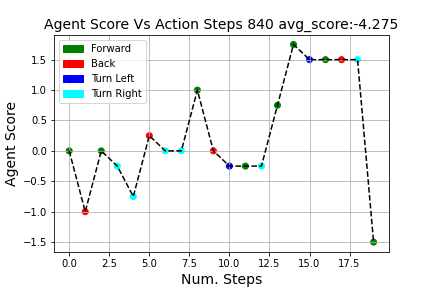 Agent Score Vs Action Steps 840 avg_score:-4.275
Forward
Back
Turn Left
Turn Right
Agent Score
1.5
1.0
0.5
0.0
−0.5
−1.0
−1.5
0.0 2.5 5.0 7.5 10.0 12.5 15.0 17.5
Num. Steps